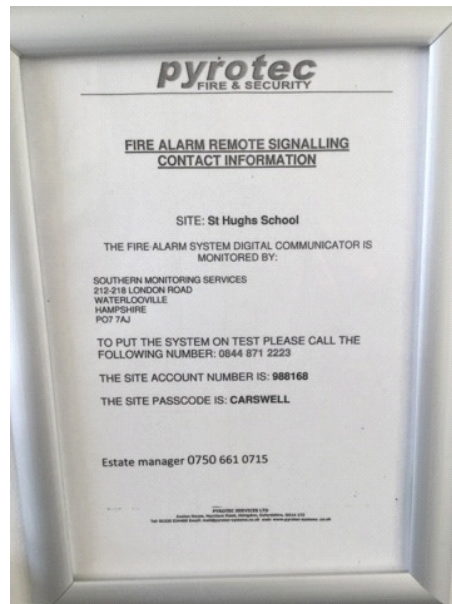 pyrotec
FIRE & SECURITY
FIRE ALARM REMOTE SIGNALLING
CONTACT INFORMATION
SITE: St Hughs School
THE FIRE ALARM SYSTEM DIGITAL COMMUNICATOR IS
MONITORED BY:
SOUTHERN MONITORING SERVICES
212-218 LONDON ROAD
WATERLOOVILLE
HAMPSHIRE
PO7 7AJ
TO PUT THE SYSTEM ON TEST PLEASE CALL THE
FOLLOWING NUMBER: 0844 871 2223
THE SITE ACCOUNT NUMBER IS: 988168
THE SITE PASSCODE IS: CARSWELL
Estate manager 0750 661 0715
PYROTEC SERVICES LTD